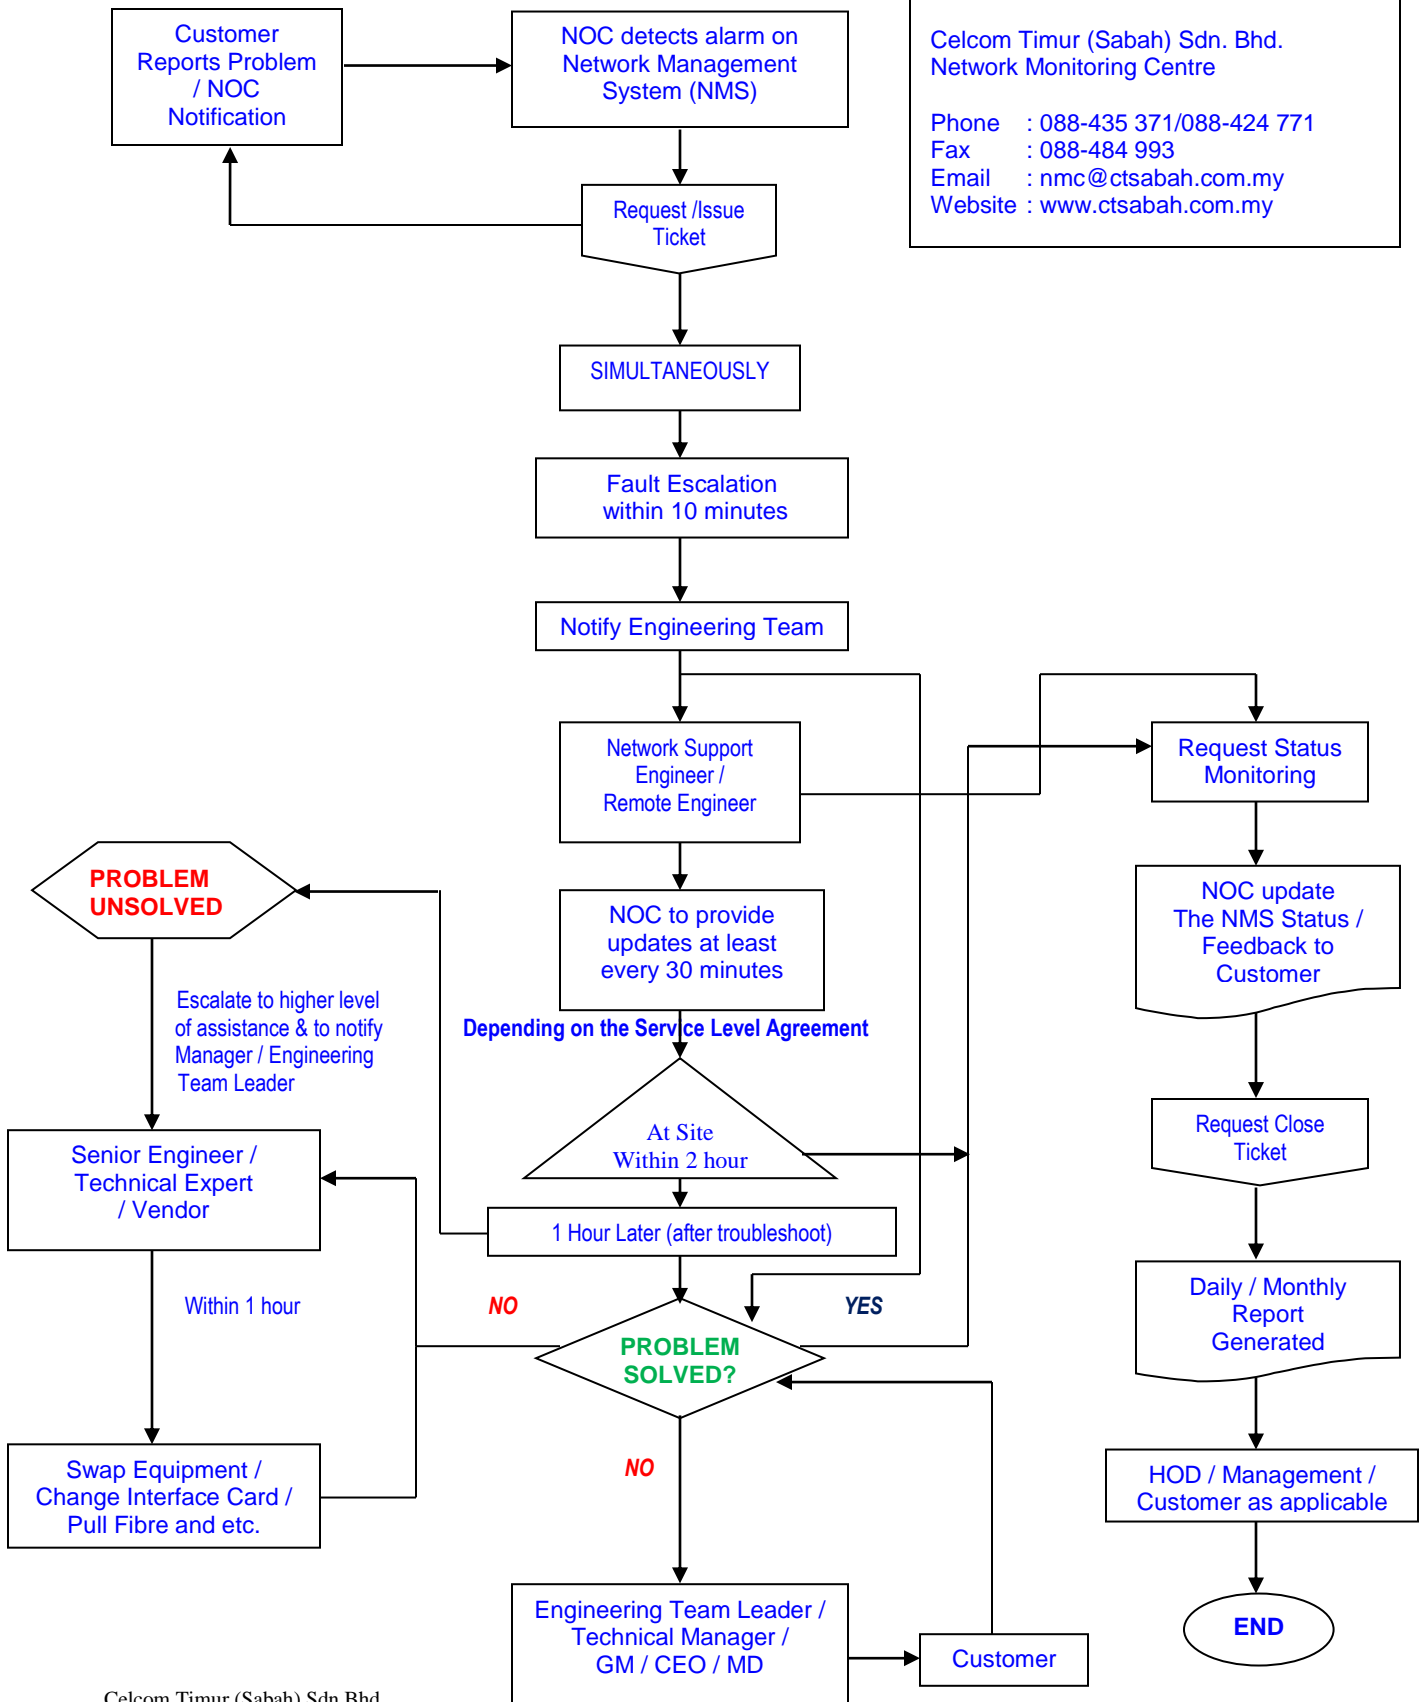 Customer
Reports Problem
/ NOC
Notification
NOC detects alarm on
Network Management
System (NMS)
Celcom Timur (Sabah) Sdn. Bhd.
Network Monitoring Centre
Phone : 088-435 371/088-424 771
Fax : 088-484 993
Email : nmc@ctsabah.com.my
Website : www.ctsabah.com.my
Request /Issue
Ticket
SIMULTANEOUSLY
Fault Escalation
within 10 minutes
Notify Engineering Team
Network Support
Engineer /
Remote Engineer
Request Status
Monitoring
PROBLEM
UNSOLVED
NOC to provide
updates at least
every 30 minutes
NOC update
The NMS Status /
Feedback to
Customer
Escalate to higher level
of assistance & to notify
Manager / Engineering
Team Leader
Depending on the Service Level Agreement
At Site
Within 2 hour
Request Close
Ticket
Senior Engineer /
Technical Expert
/ Vendor
1 Hour Later (after troubleshoot)
Within 1 hour
NO
YES
PROBLEM
SOLVED?
Daily / Monthly
Report
Generated
NO
Swap Equipment /
Change Interface Card /
Pull Fibre and etc.
HOD / Management /
Customer as applicable
Engineering Team Leader /
Technical Manager /
GM / CEO / MD
Customer
END
Celcom Timur (Sabah) Sdn Bhd